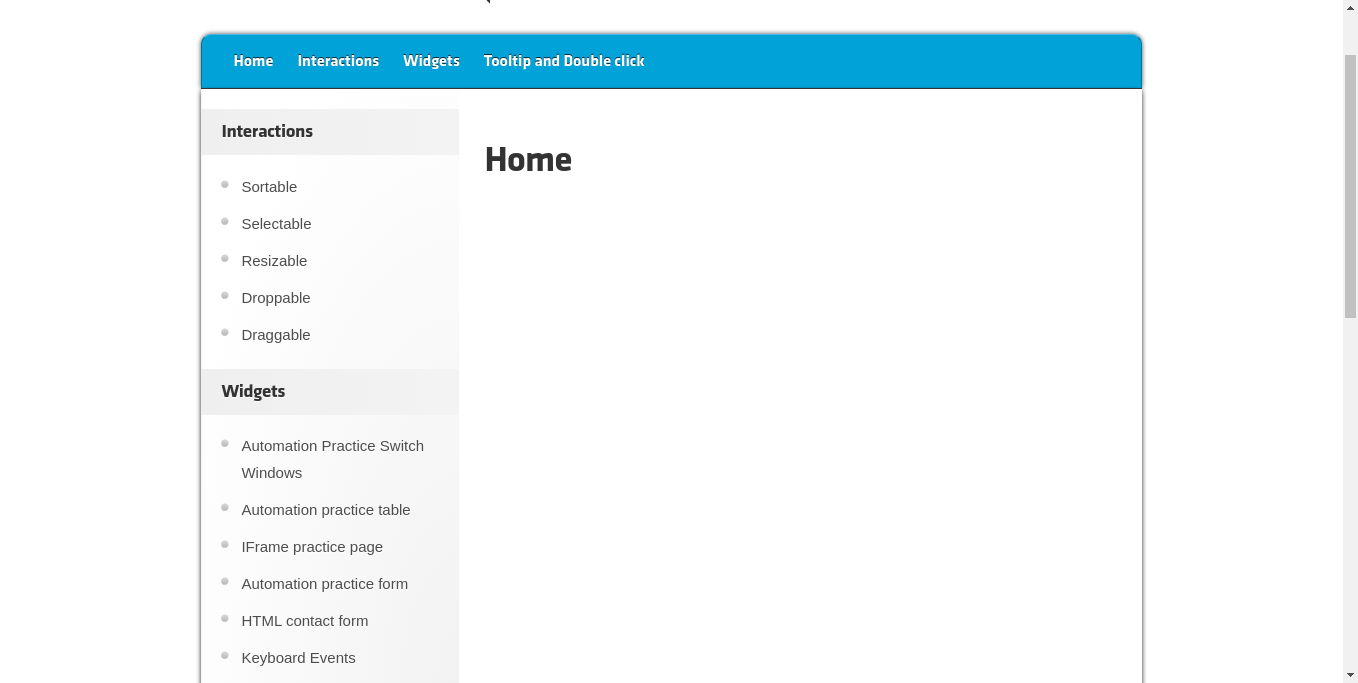 Home Interactions Widgets Tooltip and Double click
Interactions
Sortable
Selectable
Resizable
Droppable
Draggable
Widgets
Automation Practice Switch
Windows
Automation practice table
IFrame practice page
Automation practice form
HTML contact form
Keyboard Events
Home